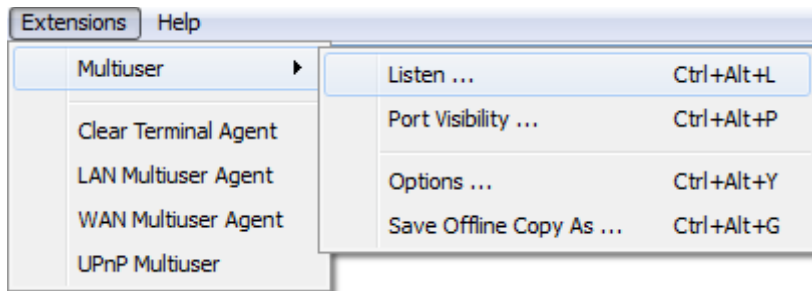 Extensions Help
Multiuser
Listen ... Ctrl+Alt+L
Port Visibility ... Ctrl+Alt+P
Options ... Ctrl+Alt+Y
Save Offline Copy As ... Ctrl+Alt+G
Clear Terminal Agent
LAN Multiuser Agent
WAN Multiuser Agent
UPnP Multiuser